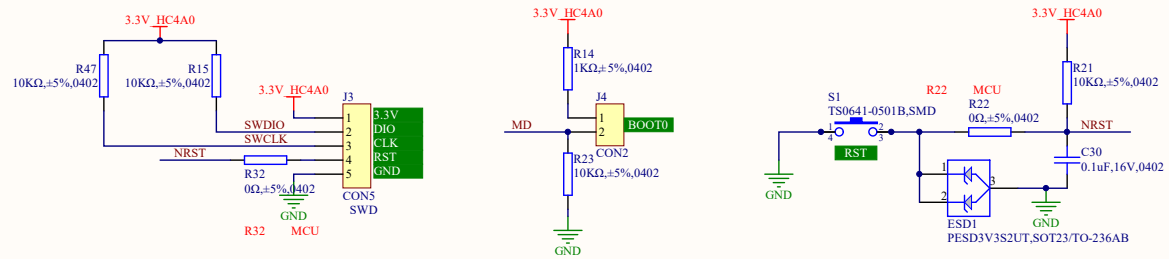 3.3V_HC4A0
R47
10KΩ,±5%,0402
R15
10KΩ,±5%,0402
3.3V_HC4A0
J3
1
2
3
4
5
3.3V
DIO
CLK
RST
GND
SWDIO
SWCLK
NRST
R32
0Ω,±5%,0402
GND
CON5
SWD
R32 MCU
3.3V_HC4A0
R14
1KΩ,±5%,0402
J4
1
2
BOOT0
CON2
MD
R23
10KΩ,±5%,0402
GND
3.3V_HC4A0
R21
10KΩ,±5%,0402
R22 MCU
R22
0Ω,±5%,0402
S1
TS0641-0501B,SMD
1
4
2
3
RST
NRST
C30
0.1uF,16V,0402
GND
1
2
3
GND
ESD1
PESD3V3S2UT,SOT23/TO-236AB